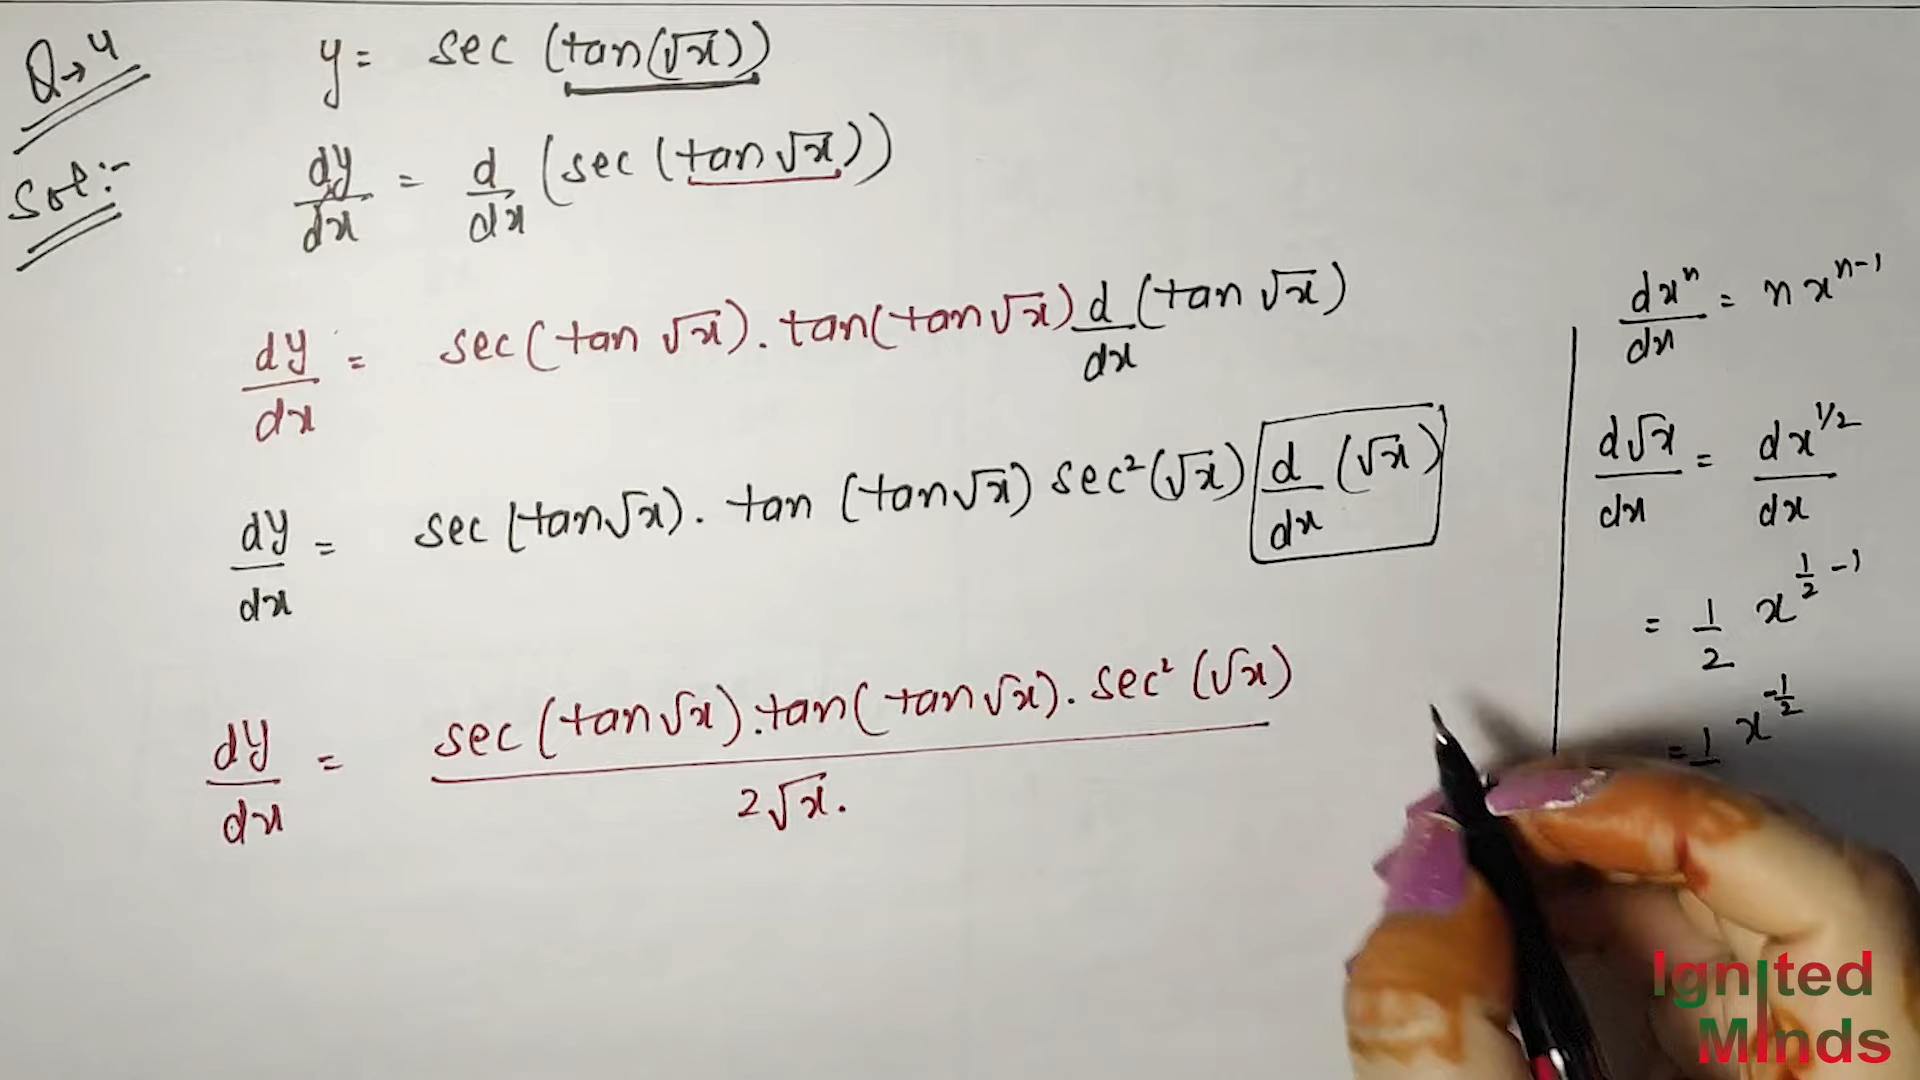 Q→4
y = sec (tan(√x))
Sol:-
dy/dx = d/dx (sec (tan √x))
dy/dx = sec(tan √x). tan(tan √x) d/dx (tan √x)
dy/dx = sec (tan√x). tan (tan√x) sec²(√x) d/dx (√x)
dy/dx = sec (tan√x).tan( tan√x). sec² (√x) / 2√x.
dxⁿ/dx = n xⁿ⁻¹
d√x/dx = dx^1/2/dx
= 1/2 x^1/2 -1
= 1 x^-1/2
Ignited
Minds